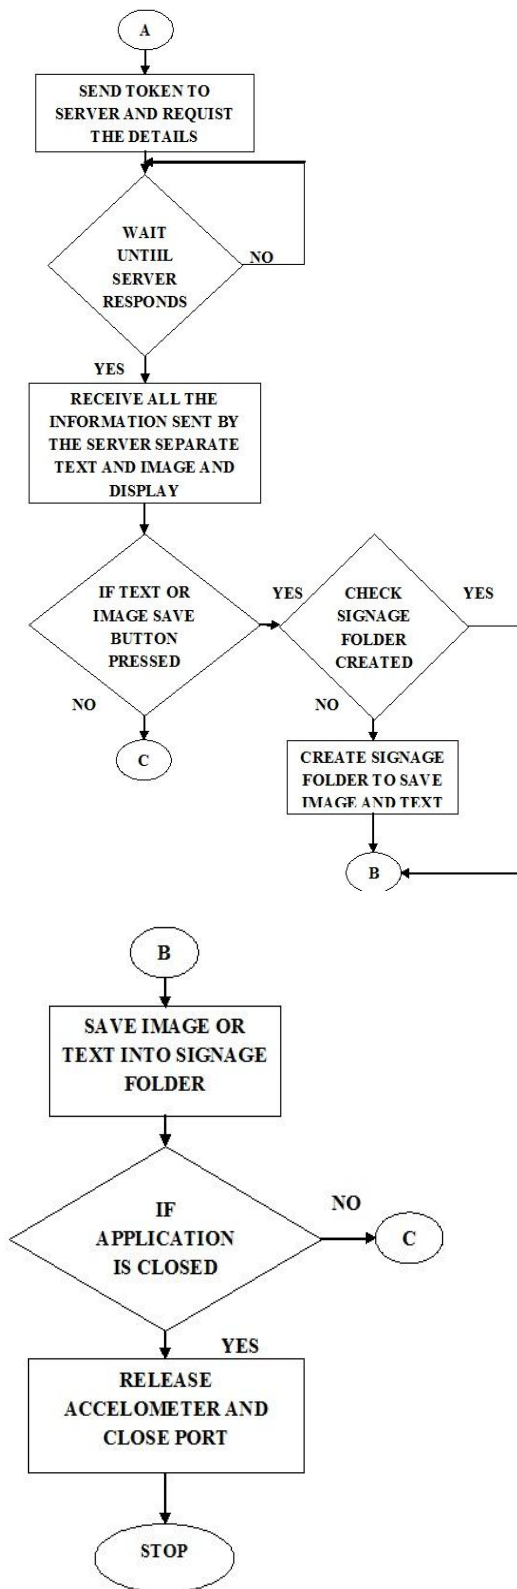 A
SEND TOKEN TO
SERVER AND REQUIST
THE DETAILS
WAIT
UNTIIL
SERVER
RESPONDS
NO
YES
RECEIVE ALL THE
INFORMATION SENT BY
THE SERVER SEPARATE
TEXT AND IMAGE AND
DISPLAY
IF TEXT OR
IMAGE SAVE
BUTTON
PRESSED
YES
CHECK
SIGNAGE
FOLDER
CREATED
YES
NO
NO
C
CREATE SIGNAGE
FOLDER TO SAVE
IMAGE AND TEXT
B
B
SAVE IMAGE OR
TEXT INTO SIGNAGE
FOLDER
IF
APPLICATION
IS CLOSED
NO
C
YES
RELEASE
ACCELOMETER AND
CLOSE PORT
STOP